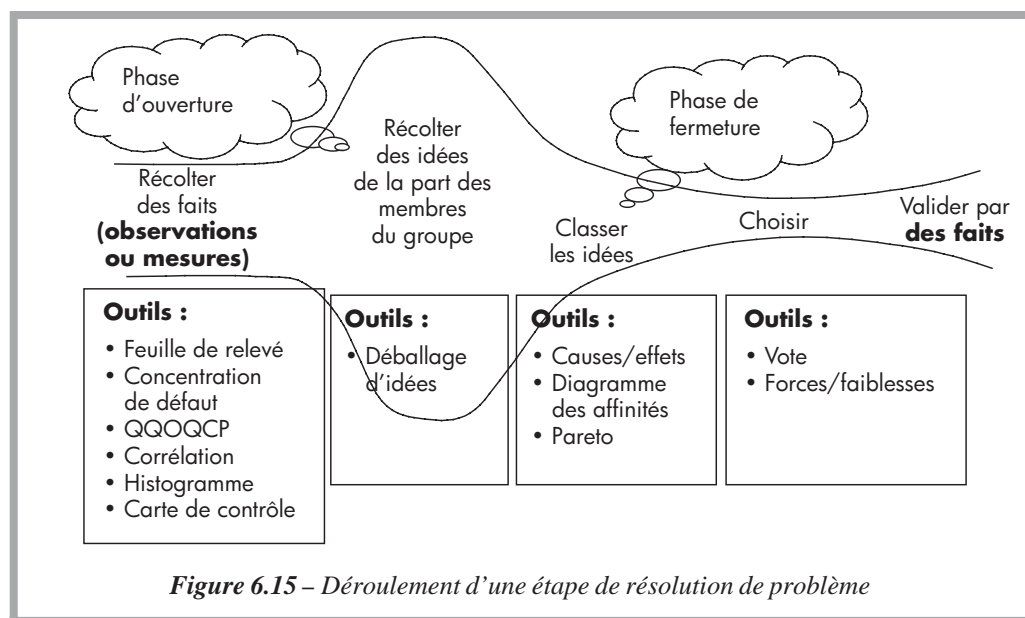 Phase
d'ouverture
Phase de
fermeture
Récolter
des faits
(observations
ou mesures)
Récolter
des idées
de la part des
membres
du groupe
Classer
les idées
Choisir
Valider par
des faits
Outils :
• Feuille de relevé
• Concentration
de défaut
• QQOQCP
• Corrélation
• Histogramme
• Carte de contrôle
Outils :
• Déballage
d'idées
Outils :
• Causes/effets
• Diagramme
des affinités
• Pareto
Outils :
• Vote
• Forces/faiblesses
Figure 6.15 – Déroulement d'une étape de résolution de problème